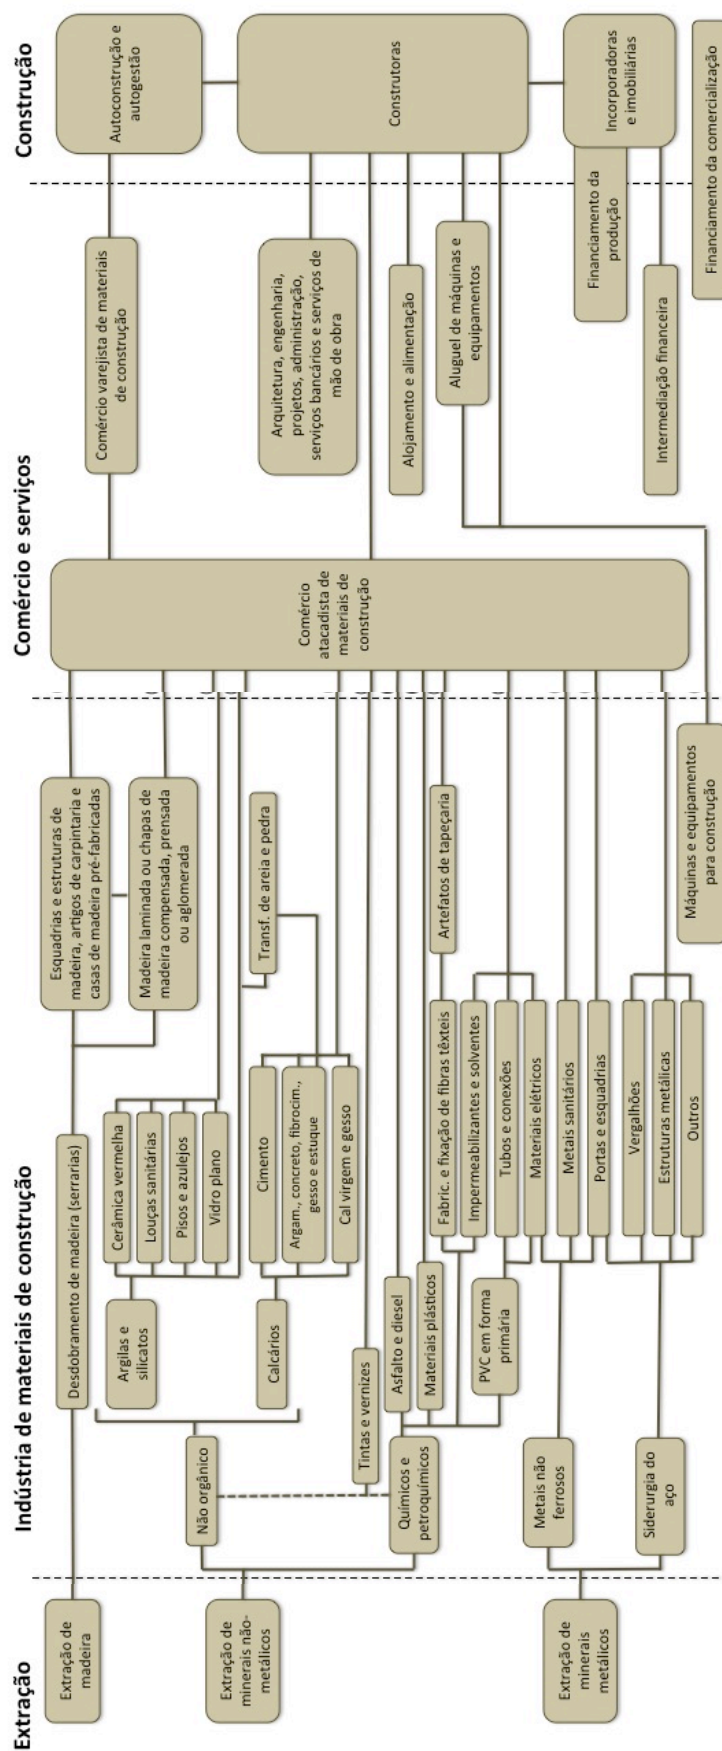 Extração
Indústria de materiais de construção
Comércio e serviços
Construção
Extração de
madeira
Extração de
minerais não-
metálicos
Extração de
minerais
metálicos
Desdobramento de madeira (serrarias)
Esquadrias e estruturas de
madeira, artigos de carpintaria e
casas de madeira pré-fabricadas
Madeira laminada ou chapas de
madeira compensada, prensada
ou aglomerada
Não orgânico
Argilas e
silicatos
Cerâmica vermelha
Louças sanitárias
Pisos e azulejos
Vidro plano
Transf. de areia e pedra
Calcários
Cimento
Argam., concreto, fibrocim.,
gesso e estuque
Cal virgem e gesso
Tintas e vernizes
Químicos e
petroquímicos
Asfalto e diesel
Materiais plásticos
Fabric. e fixação de fibras têxteis
Artefatos de tapeçaria
Impermeabilizantes e solventes
PVC em forma
primária
Tubos e conexões
Materiais elétricos
Metais não
ferrosos
Metais sanitários
Portas e esquadrias
Siderurgia do
aço
Vergalhões
Estruturas metálicas
Outros
Máquinas e equipamentos
para construção
Comércio
atacadista de
materiais de
construção
Comércio varejista de materiais
de construção
Arquitetura, engenharia,
projetos, administração,
serviços bancários e serviços de
mão de obra
Alojamento e alimentação
Aluguel de máquinas e
equipamentos
Financiamento da
produção
Intermediação financeira
Financiamento da comercialização
Autoconstrução e
autogestão
Construtoras
Incorporadoras
e imobiliárias